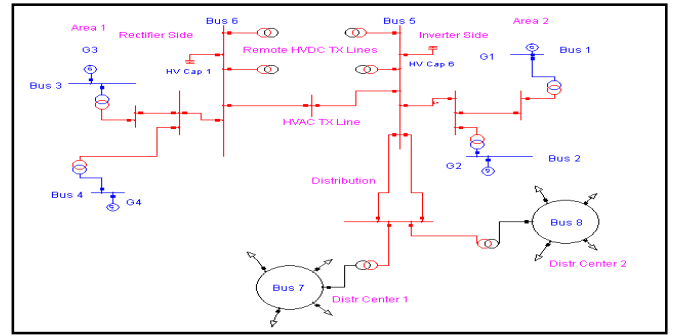 Area 1
Bus 6
Bus 5
Area 2
Rectifier Side
Inverter Side
G3
Remote HVDC TX Lines
G1
Bus 1
HV Cap 1
HV Cap 6
Bus 3
HVAC TX Line
G2
Bus 2
Distribution
Bus 4
G4
Bus 8
Distr Center 2
Bus 7
Distr Center 1